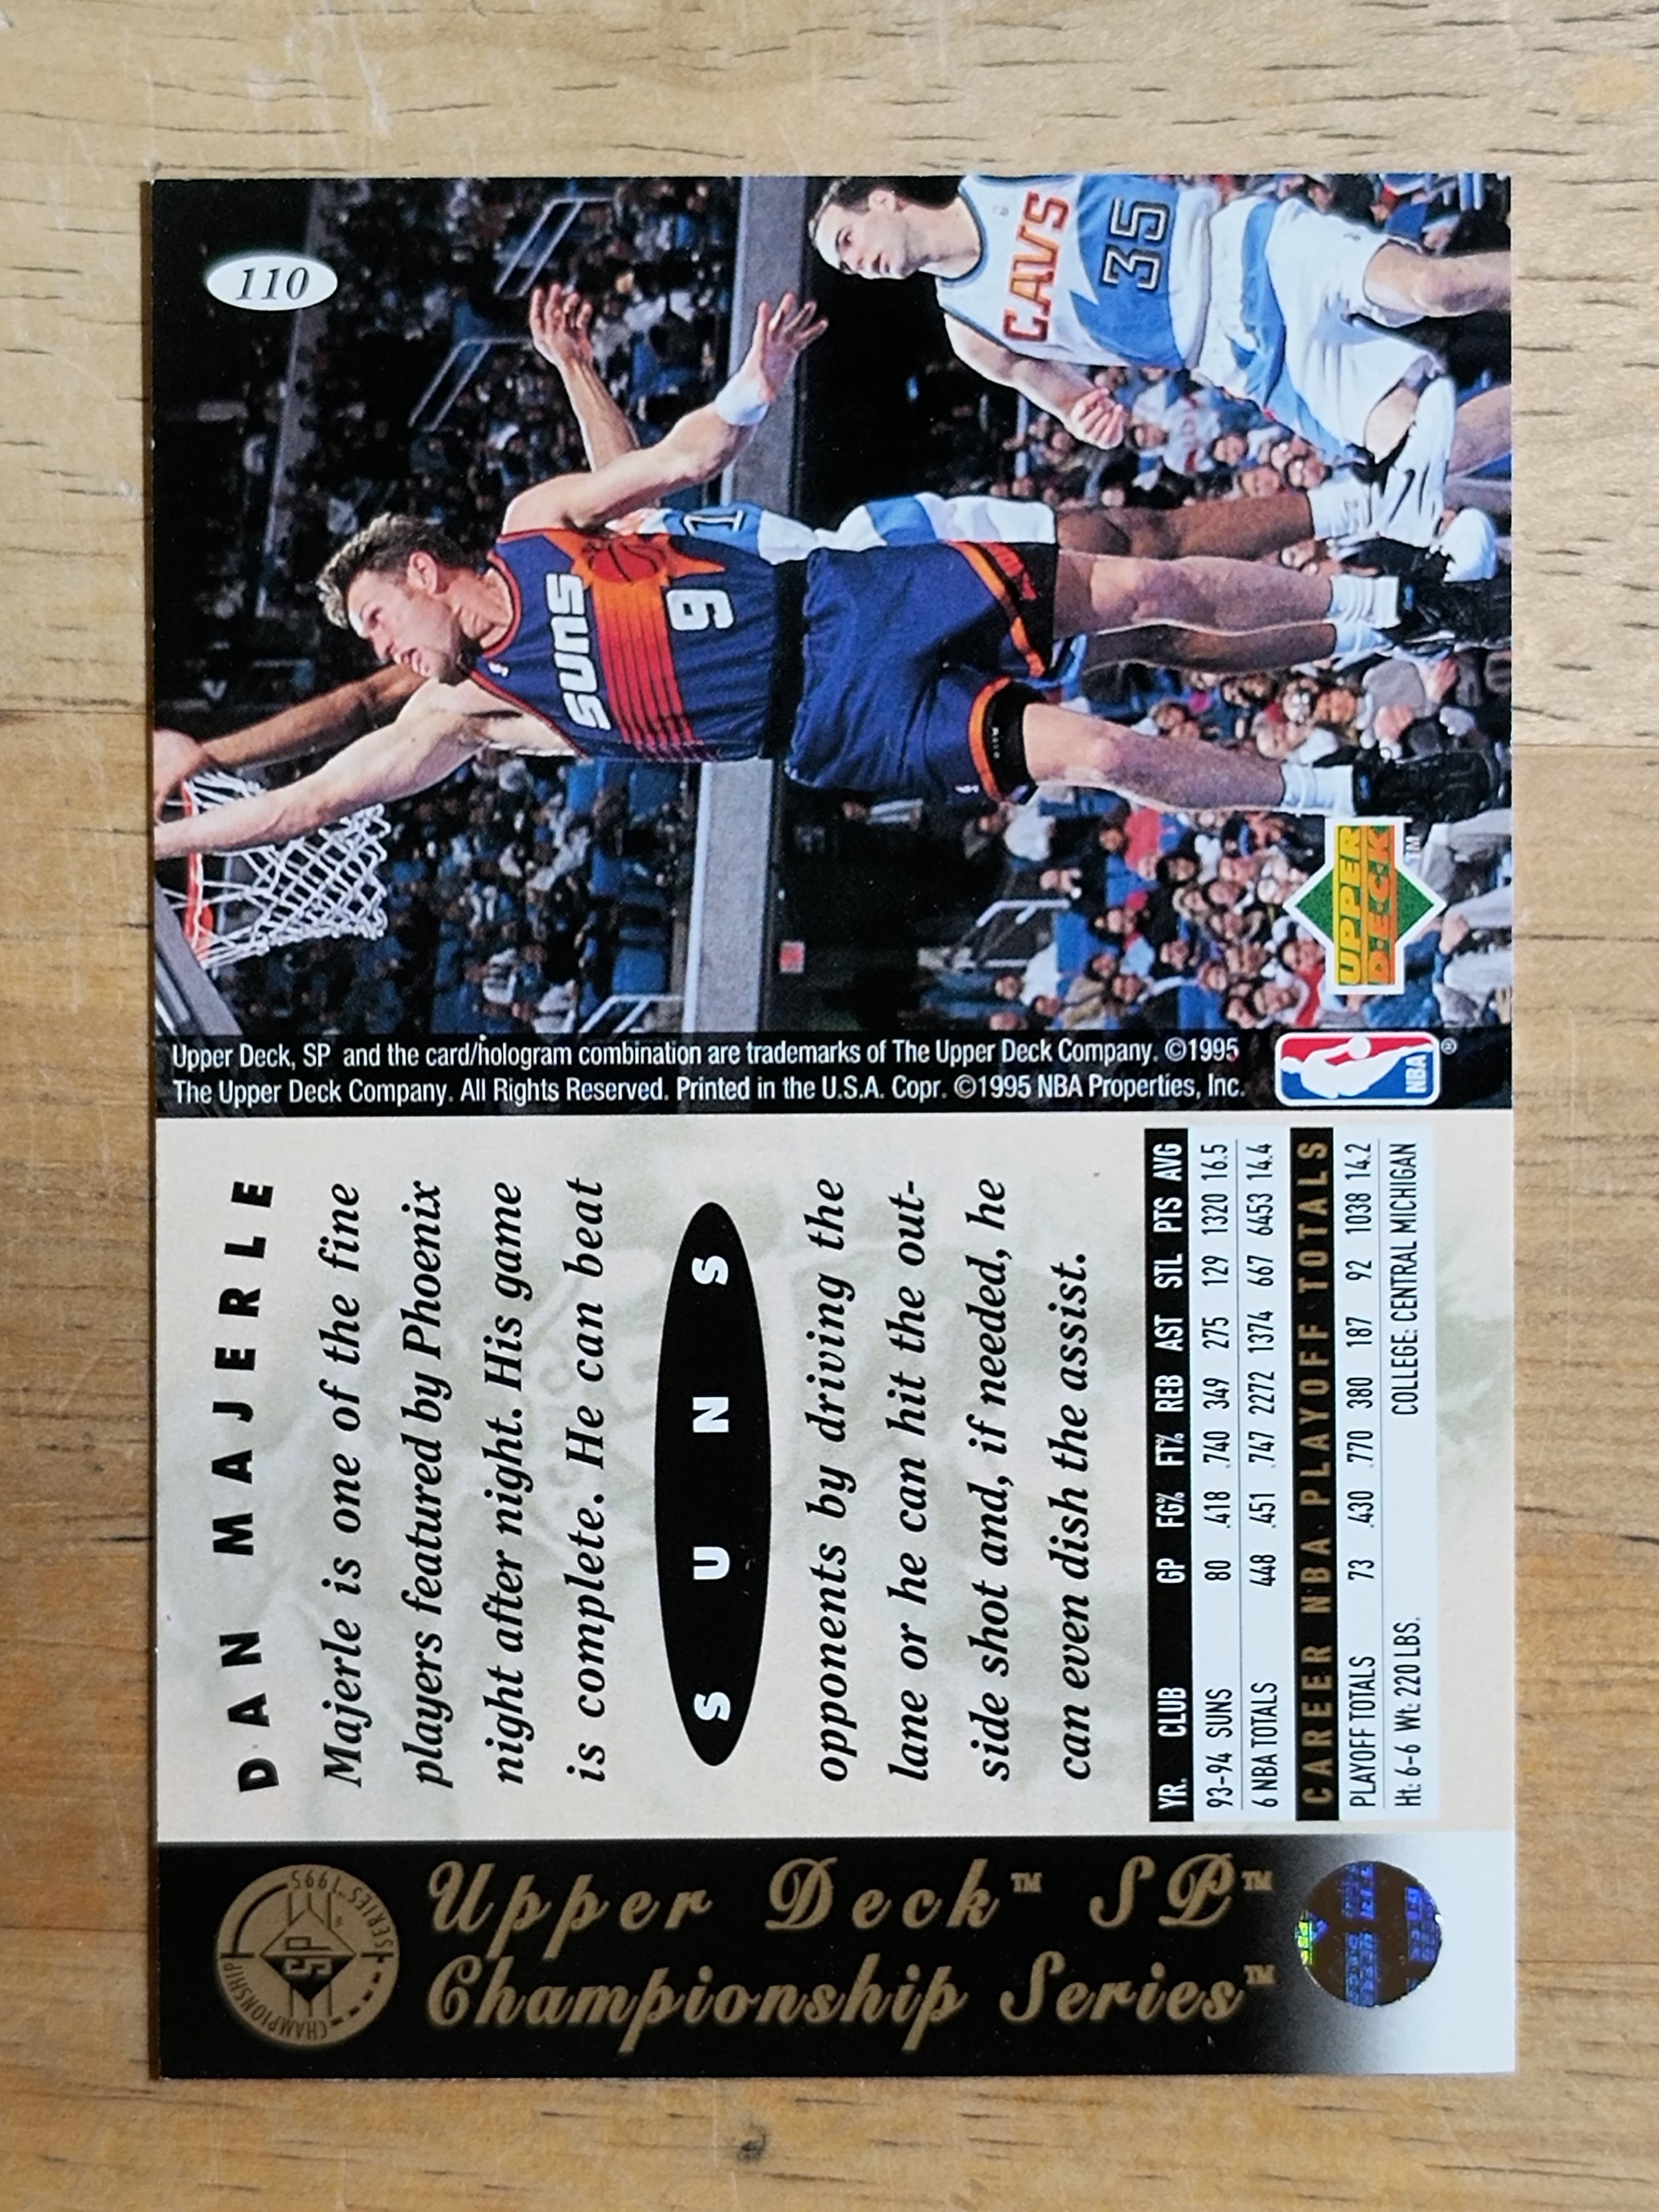 CHAMPIONSHIP SERIES 1995
SP
Upper Deck™ SP™
Championship Series™
DAN MAJERLE
Majerle is one of the fine
players featured by Phoenix
night after night. His game
is complete. He can beat
SUNS
opponents by driving the
lane or he can hit the out-
side shot and, if needed, he
can even dish the assist.
YR. CLUB GP FG% FT% REB AST STL PTS AVG
93-94 SUNS 80 .418 .740 349 275 129 1320 16.5
6 NBA TOTALS 448 .451 .747 2272 1374 667 6453 14.4
CAREER NBA PLAYOFF TOTALS
PLAYOFF TOTALS 73 .430 .770 380 187 92 1038 14.2
Ht: 6-6 Wt: 220 LBS. COLLEGE: CENTRAL MICHIGAN
Upper Deck, SP and the card/hologram combination are trademarks of The Upper Deck Company. ©1995
The Upper Deck Company. All Rights Reserved. Printed in the U.S.A. Copr. ©1995 NBA Properties, Inc.
NBA ®
110
SUNS
9
1
CAVS
35
UPPER
DECK™